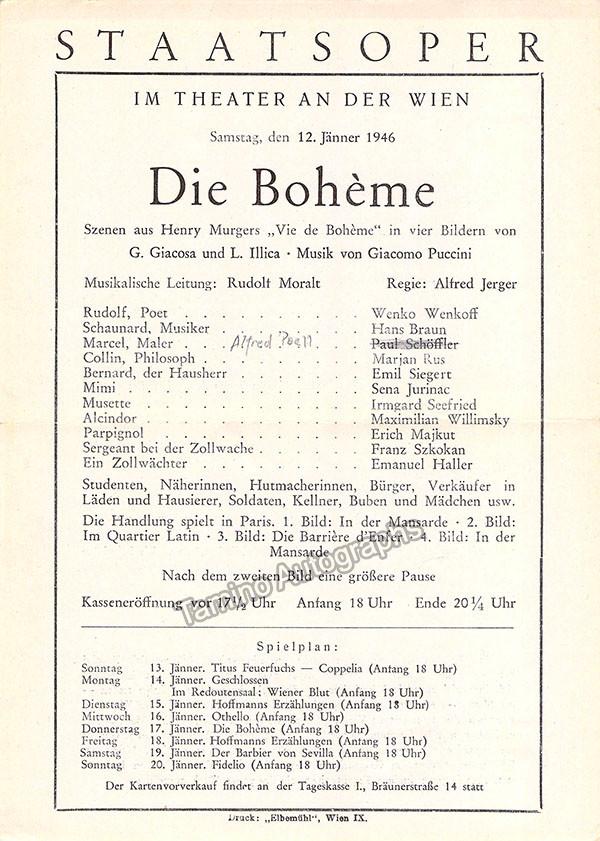 STAATSOPER
IM THEATER AN DER WIEN
Samstag, den 12. Jänner 1946
Die Bohème
Szenen aus Henry Murgers „Vie de Bohème“ in vier Bildern von
G. Giacosa und L. Illica · Musik von Giacomo Puccini
Musikalische Leitung: Rudolf Moralt Regie: Alfred Jerger
Rudolf, Poet . . . . . . . . . . Wenko Wenkoff
Schaunard, Musiker . . . . . . . . Hans Braun
Marcel, Maler . . . Alfred Poell . . . Paul Schöffler
Collin, Philosoph . . . . . . . . . Marjan Rus
Bernard, der Hausherr . . . . . . . Emil Siegert
Mimi . . . . . . . . . . . . . Sena Jurinac
Musette . . . . . . . . . . . . Irmgard Seefried
Alcindor . . . . . . . . . . . . Maximilian Willimsky
Parpignol . . . . . . . . . . . Erich Majkut
Sergeant bei der Zollwache . . . . . . Franz Szkokan
Ein Zollwächter . . . . . . . . . Emanuel Haller
Studenten, Näherinnen, Hutmacherinnen, Bürger, Verkäufer in
Läden und Hausierer, Soldaten, Kellner, Buben und Mädchen usw.
Die Handlung spielt in Paris. 1. Bild: In der Mansarde · 2. Bild:
Im Quartier Latin · 3. Bild: Die Barrière d'Enfer · 4. Bild: In der
Mansarde
Tamino Autographs
Nach dem zweiten Bild eine größere Pause
Kasseneröffnung vor 17½ Uhr Anfang 18 Uhr Ende 20¼ Uhr
Spielplan:
Sonntag 13. Jänner. Titus Feuerfuchs — Coppelia (Anfang 18 Uhr)
Montag 14. Jänner. Geschlossen
Im Redoutensaal: Wiener Blut (Anfang 18 Uhr)
Dienstag 15. Jänner. Hoffmanns Erzählungen (Anfang 18 Uhr)
Mittwoch 16. Jänner. Othello (Anfang 18 Uhr)
Donnerstag 17. Jänner. Die Bohème (Anfang 18 Uhr)
Freitag 18. Jänner. Hoffmanns Erzählungen (Anfang 18 Uhr)
Samstag 19. Jänner. Der Barbier von Sevilla (Anfang 18 Uhr)
Sonntag 20. Jänner. Fidelio (Anfang 18 Uhr)
Der Kartenvorverkauf findet an der Tageskasse I., Bräunerstraße 14 statt
Druck: „Elbemühl“, Wien IX.